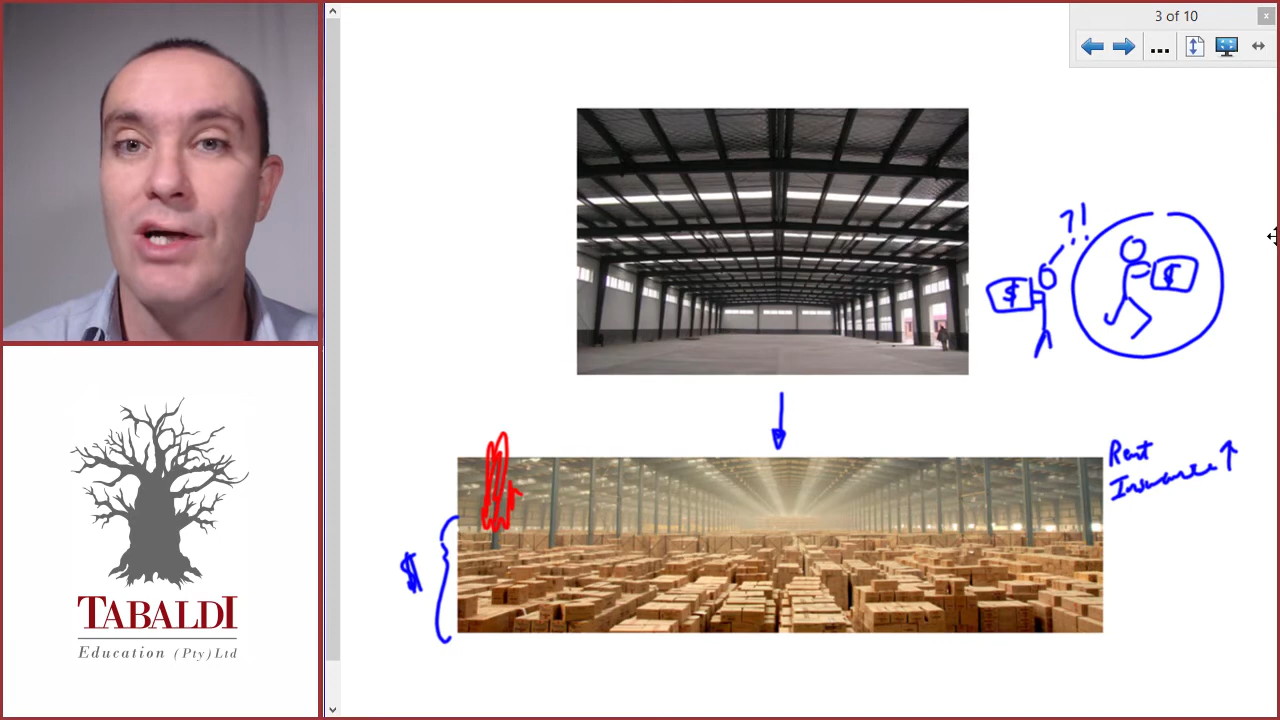 3 of 10
...
?!
$
$
Rent
Insurance ↑
$
TABALDI
Education (Pty) Ltd